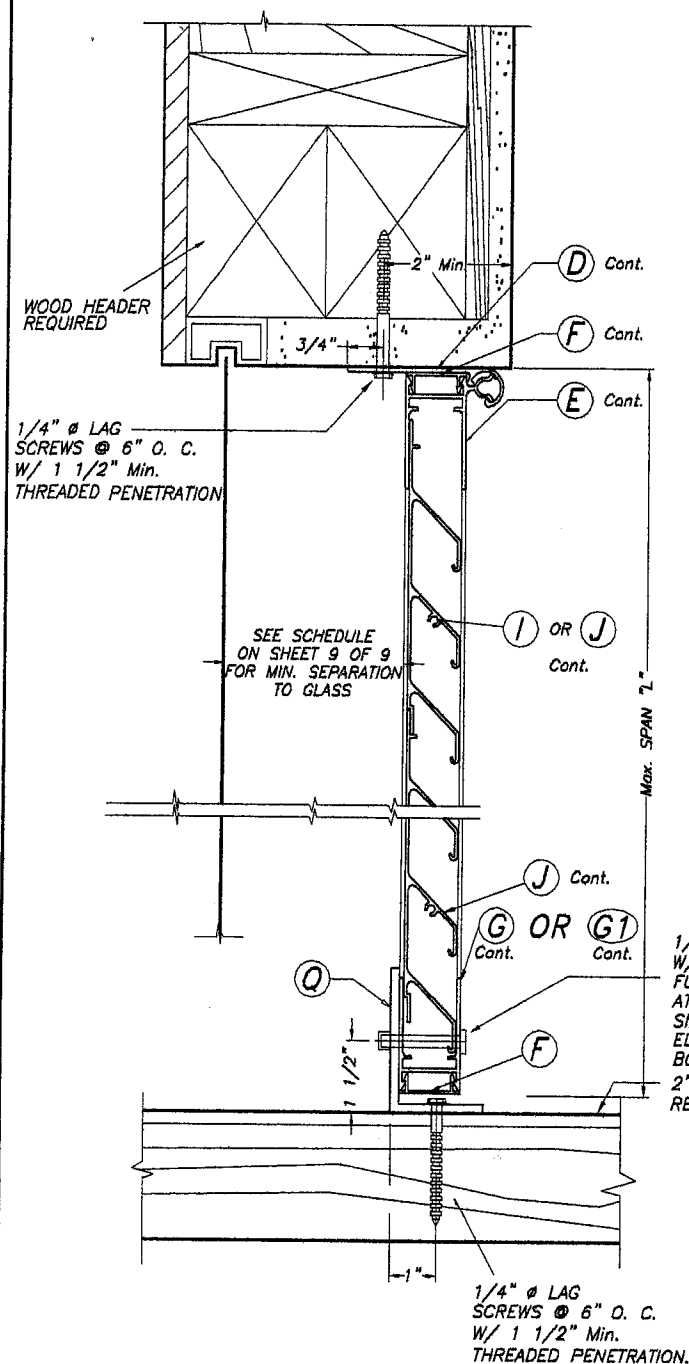 2" Min.
D Cont.
WOOD HEADER
REQUIRED
F Cont.
3/4"
E Cont.
1/4" ø LAG
SCREWS @ 6" O. C.
W/ 1 1/2" Min.
THREADED PENETRATION
SEE SCHEDULE
ON SHEET 9 OF 9
FOR MIN. SEPARATION
TO GLASS
I OR J
Cont.
Max. SPAN "L"
J Cont.
G OR G1
Cont. Cont.
Q
1 1/2"
F
1"
1/4" ø LAG
SCREWS @ 6" O. C.
W/ 1 1/2" Min.
THREADED PENETRATION.